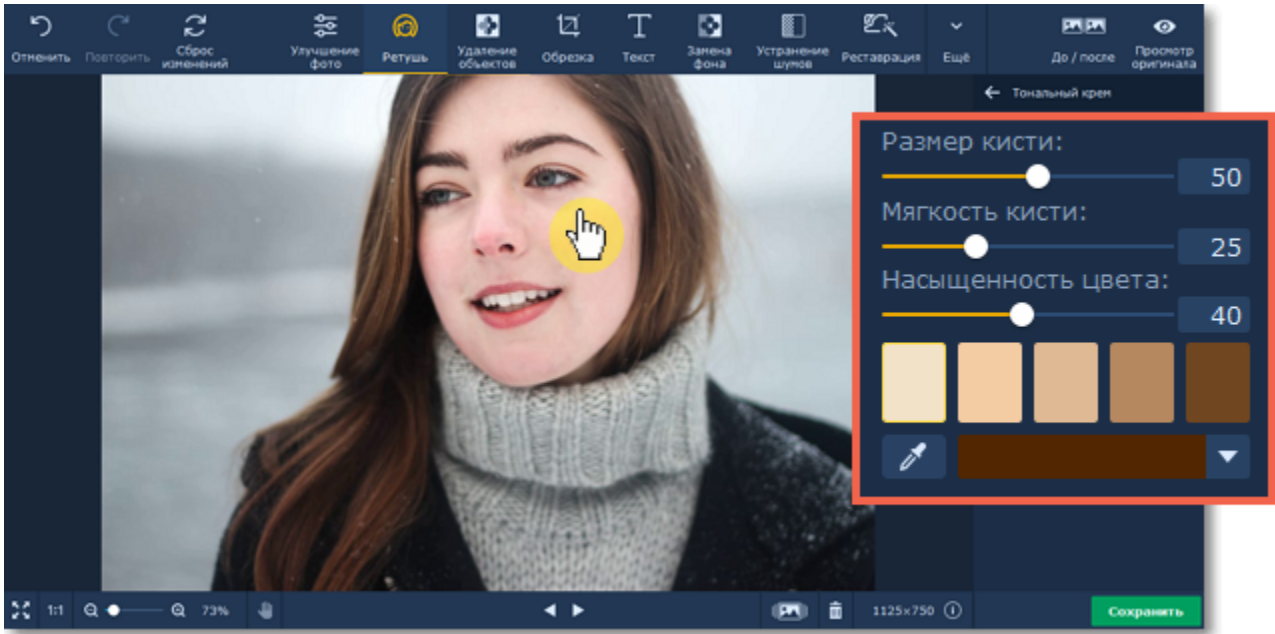 Отменить
Повторить
Сброс
изменений
Улучшение
фото
Ретушь
Удаление
объектов
Обрезка
Текст
Замена
фона
Устранение
шумов
Реставрация
Ещё
До / после
Просмотр
оригинала
Тональный крем
Размер кисти:
50
Мягкость кисти:
25
Насыщенность цвета:
40
1:1
73%
1125×750
Сохранить